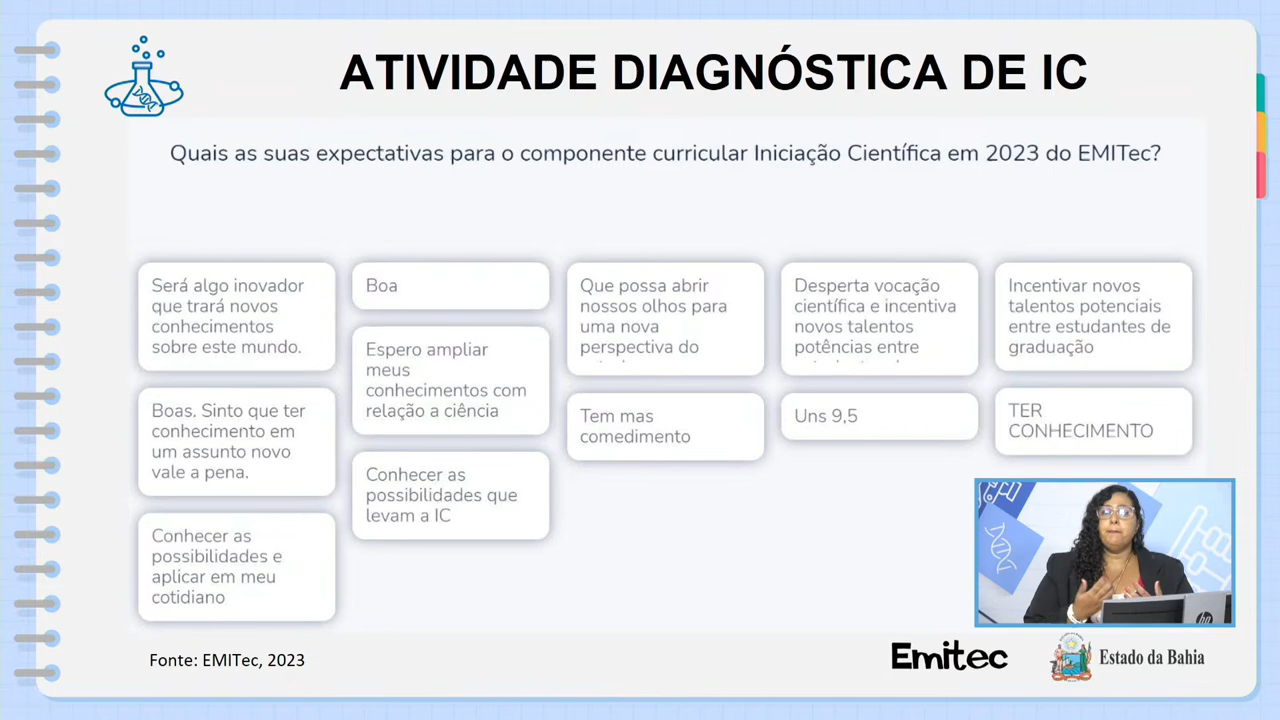 ATIVIDADE DIAGNÓSTICA DE IC
Quais as suas expectativas para o componente curricular Iniciação Científica em 2023 do EMITec?
Será algo inovador
que trará novos
conhecimentos
sobre este mundo.
Boas. Sinto que ter
conhecimento em
um assunto novo
vale a pena.
Conhecer as
possibilidades e
aplicar em meu
cotidiano
Boa
Espero ampliar
meus
conhecimentos com
relação a ciência
Conhecer as
possibilidades que
levam a IC
Que possa abrir
nossos olhos para
uma nova
perspectiva do
Tem mas
comedimento
Desperta vocação
científica e incentiva
novos talentos
potências entre
Uns 9,5
Incentivar novos
talentos potenciais
entre estudantes de
graduação
TER
CONHECIMENTO
hp
Fonte: EMITec, 2023
Emitec
Estado da Bahia